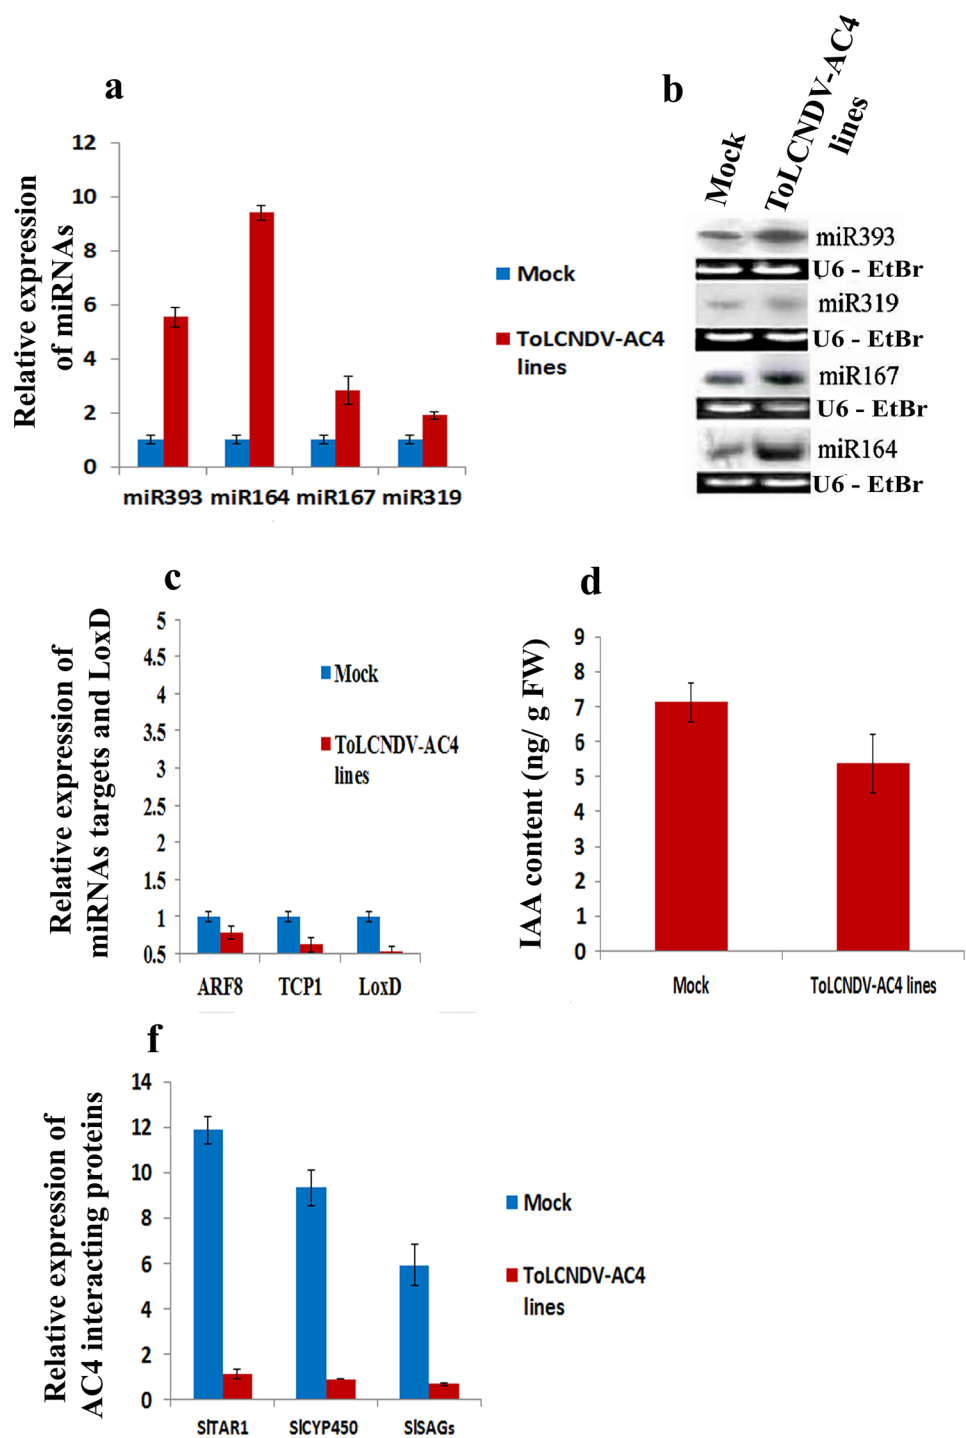 a
Relative expression
of miRNAs
12
10
8
6
4
2
0
miR393 miR164 miR167 miR319
Mock
ToLCNDV-AC4
lines
b
Mock
ToLCNDV-AC4
lines
miR393
U6 - EtBr
miR319
U6 - EtBr
miR167
U6 - EtBr
miR164
U6 - EtBr
c
Relative expression of
miRNAs targets and LoxD
5
4.5
4
3.5
3
2.5
2
1.5
1
0.5
Mock
ToLCNDV-AC4
lines
ARF8 TCP1 LoxD
d
IAA content (ng/ g FW)
9
8
7
6
5
4
3
2
1
0
Mock ToLCNDV-AC4 lines
f
Relative expression of
AC4 interacting proteins
14
12
10
8
6
4
2
0
SlTAR1 SlCYP450 SlSAGs
Mock
ToLCNDV-AC4
lines